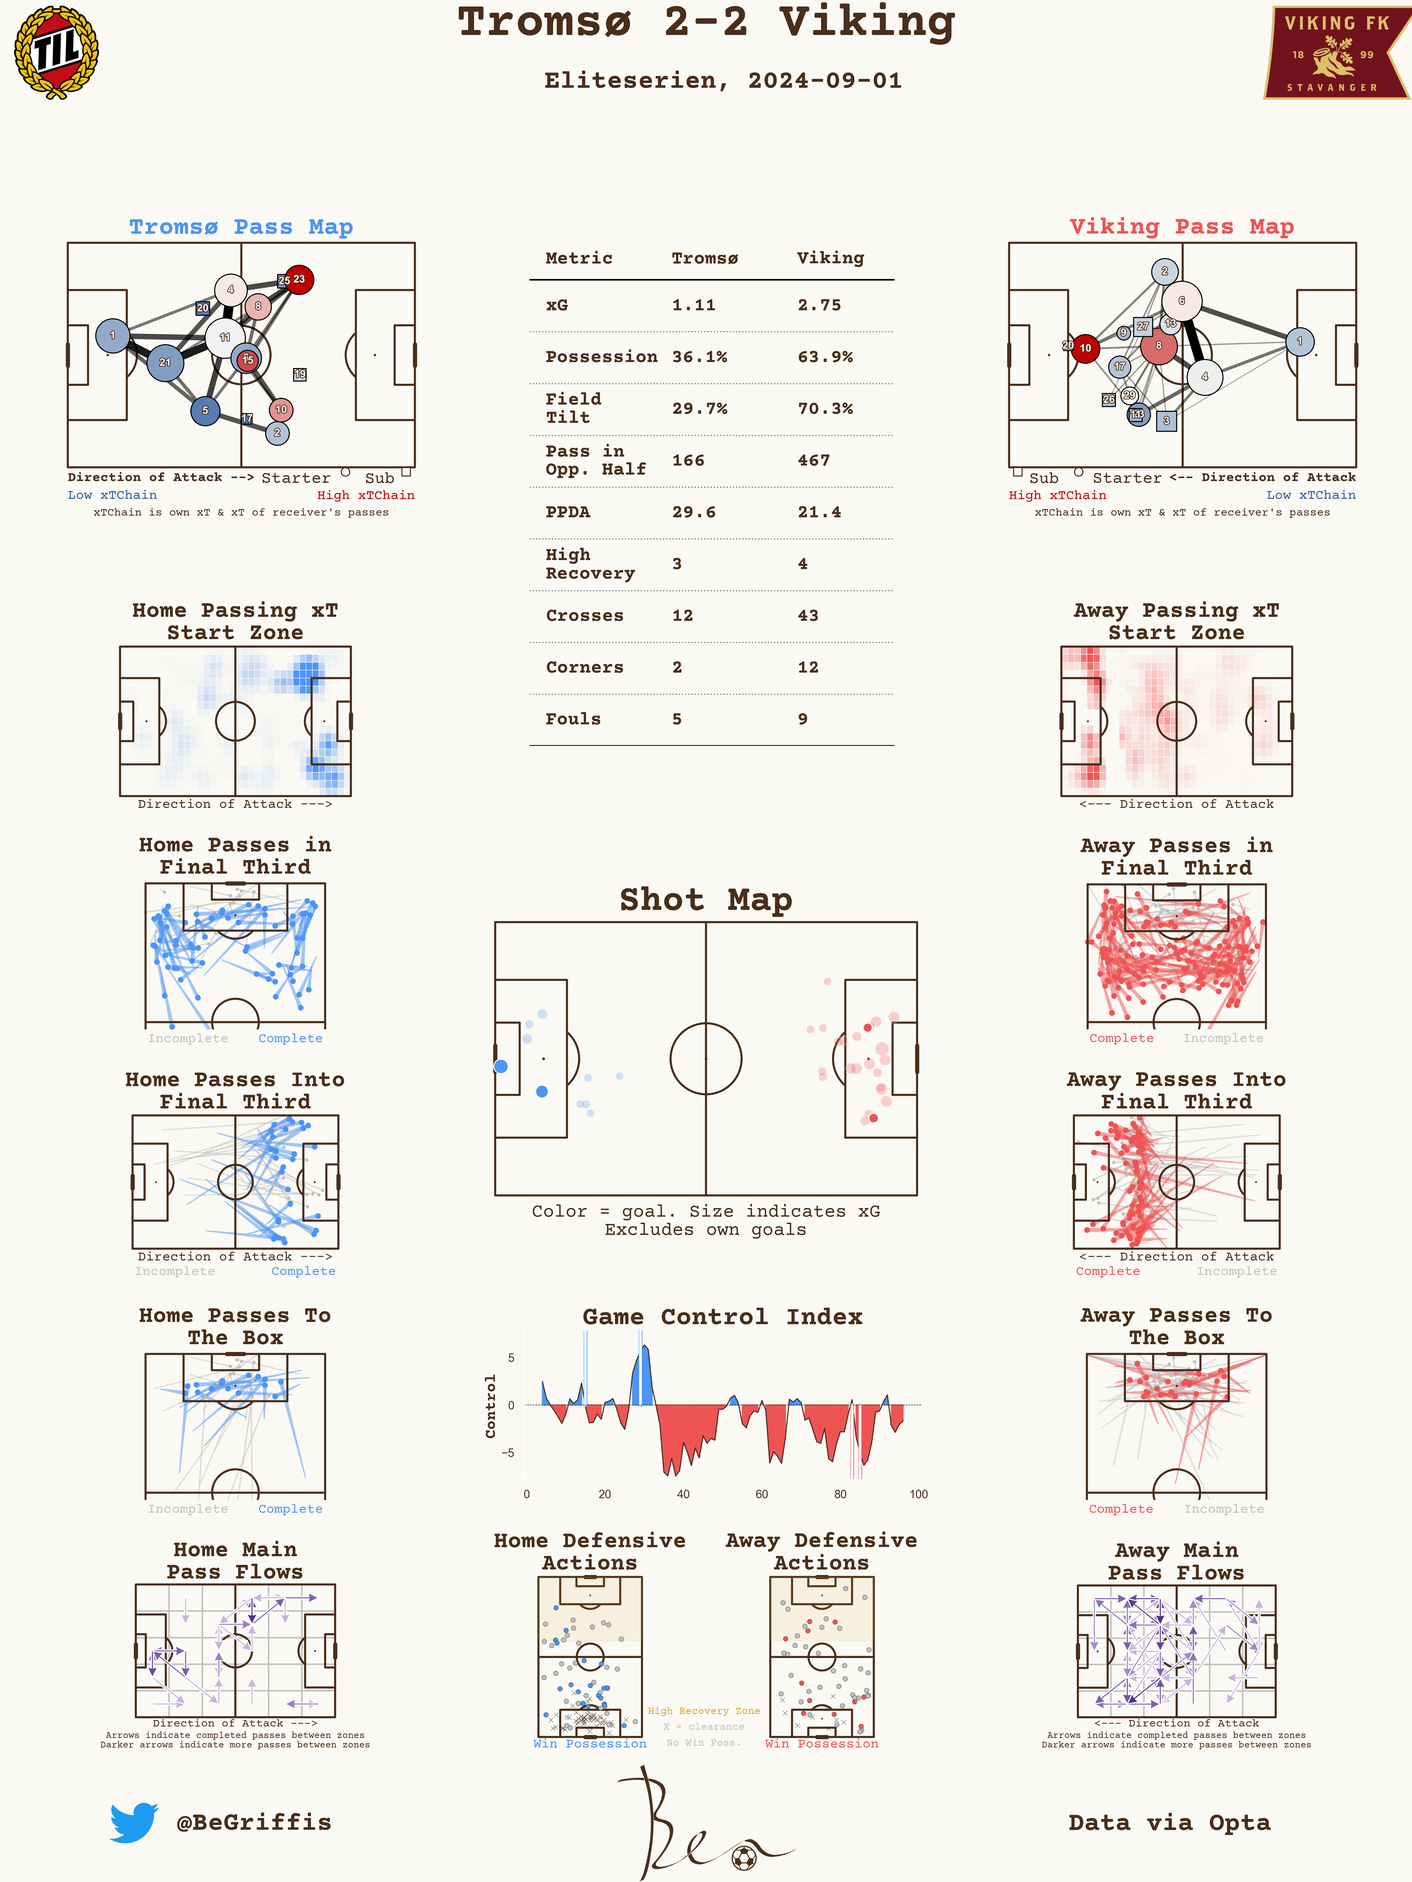 Tromsø 2-2 Viking
Eliteserien, 2024-09-01
TIL
VIKING FK
18 99
STAVANGER
Tromsø Pass Map
1
21
5
4
11
8
25
23
20
15
19
10
17
2
Direction of Attack --> Starter Sub
Low xTChain High xTChain
xTChain is own xT & xT of receiver's passes
Metric Tromsø Viking
xG 1.11 2.75
Possession 36.1% 63.9%
Field
Tilt 29.7% 70.3%
Pass in
Opp. Half 166 467
PPDA 29.6 21.4
High
Recovery 3 4
Crosses 12 43
Corners 2 12
Fouls 5 9
Viking Pass Map
2
6
9
27
13
20
10
8
1
17
4
26
29
3
Sub Starter <-- Direction of Attack
High xTChain Low xTChain
xTChain is own xT & xT of receiver's passes
Home Passing xT
Start Zone
Direction of Attack --->
Away Passing xT
Start Zone
<--- Direction of Attack
Home Passes in
Final Third
Incomplete Complete
Shot Map
Color = goal. Size indicates xG
Excludes own goals
Away Passes in
Final Third
Complete Incomplete
Home Passes Into
Final Third
Direction of Attack --->
Incomplete Complete
Away Passes Into
Final Third
<--- Direction of Attack
Complete Incomplete
Home Passes To
The Box
Incomplete Complete
Game Control Index
Control
5
0
−5
0 20 40 60 80 100
Away Passes To
The Box
Complete Incomplete
Home Main
Pass Flows
Direction of Attack --->
Arrows indicate completed passes between zones
Darker arrows indicate more passes between zones
Home Defensive
Actions
Win Possession
Away Defensive
Actions
Win Possession
High Recovery Zone
X = clearance
No Win Poss.
Away Main
Pass Flows
<--- Direction of Attack
Arrows indicate completed passes between zones
Darker arrows indicate more passes between zones
@BeGriffis
Ben
Data via Opta